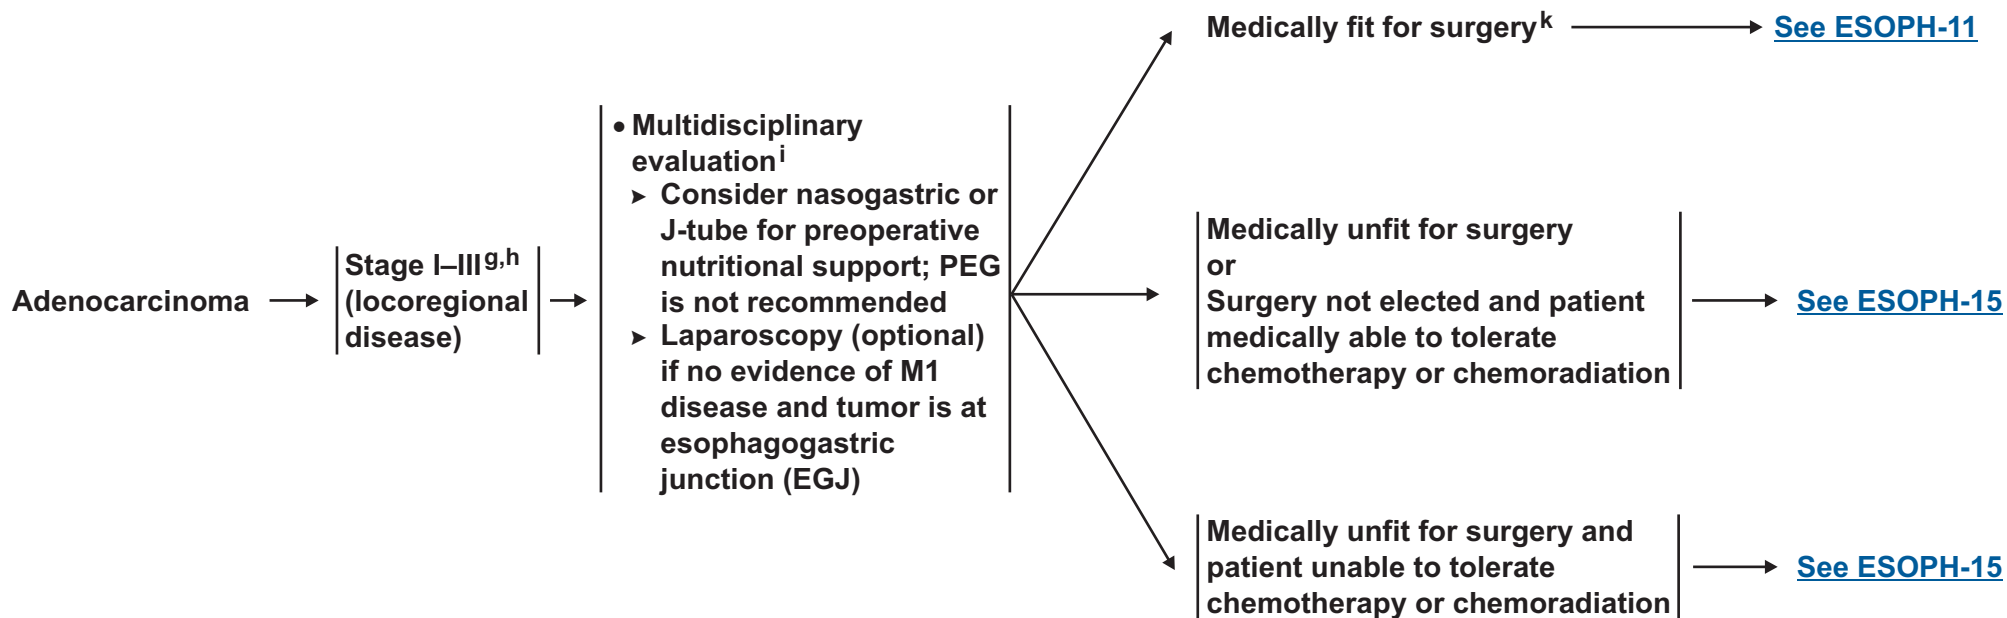 Adenocarcinoma
Stage I–III g,h
(locoregional
disease)
• Multidisciplinary
evaluation i
➤ Consider nasogastric or
J-tube for preoperative
nutritional support; PEG
is not recommended
➤ Laparoscopy (optional)
if no evidence of M1
disease and tumor is at
esophagogastric
junction (EGJ)
Medically fit for surgery k
See ESOPH-11
Medically unfit for surgery
or
Surgery not elected and patient
medically able to tolerate
chemotherapy or chemoradiation
See ESOPH-15
Medically unfit for surgery and
patient unable to tolerate
chemotherapy or chemoradiation
See ESOPH-15